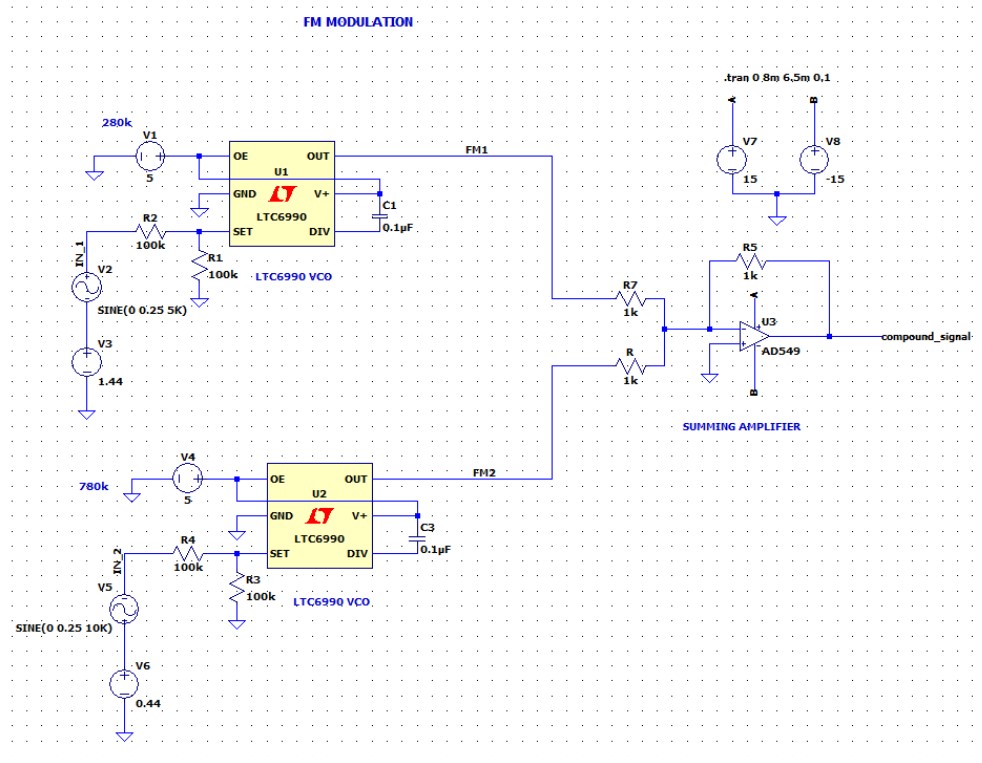 FM MODULATION
.tran 0 8m 6.5m 0.1
A
B
V7
15
V8
-15
280k
V1
5
OE
OUT
U1
GND
V+
LTC6990
SET
DIV
FM1
C1
0.1µF
R2
100k
IN_1
R1
100k
LTC6990 VCO
V2
SINE(0 0.25 5K)
V3
1.44
R7
1k
R
1k
R5
1k
A
U3
AD549
B
compound_signal
SUMMING AMPLIFIER
780k
V4
5
OE
OUT
U2
GND
V+
LTC6990
SET
DIV
FM2
C3
0.1µF
R4
100k
IN_2
R3
100k
LTC6990 VCO
V5
SINE(0 0.25 10K)
V6
0.44